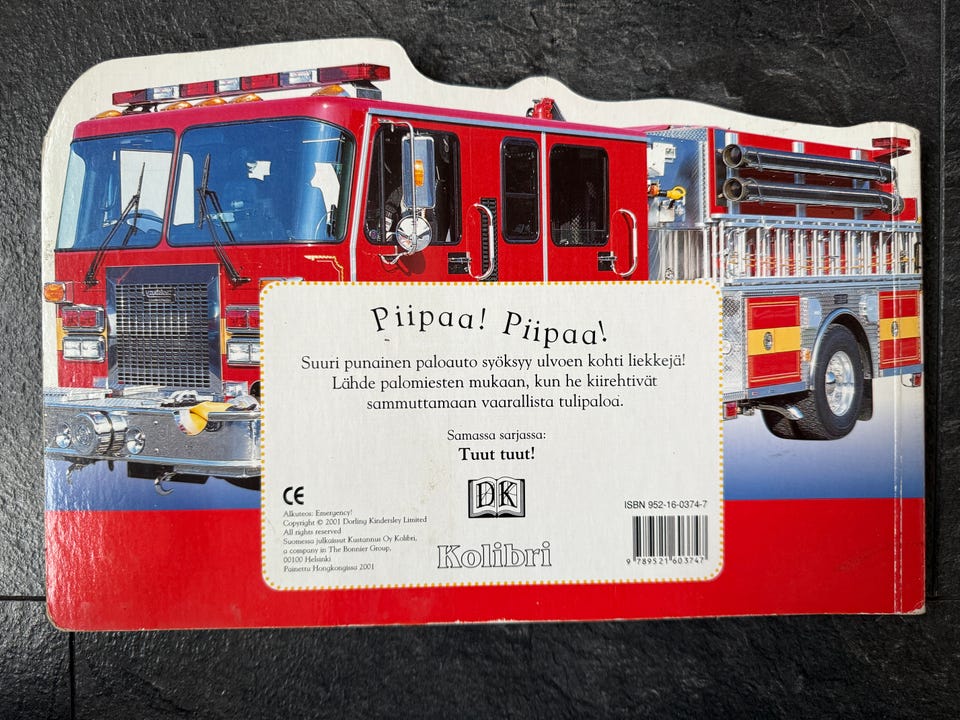 Piipaa! Piipaa!
Suuri punainen paloauto syöksyy ulvoen kohti liekkejä!
Lähde palomiesten mukaan, kun he kiirehtivät
sammuttamaan vaarallista tulipaloa.
Samassa sarjassa:
Tuut tuut!
DK
CE
Alkuteos: Emergency!
Copyright © 2001 Dorling Kindersley Limited
All rights reserved
Suomessa julkaissut Kustannus Oy Kolibri,
a company in The Bonnier Group,
00100 Helsinki
Painettu Hongkongissa 2001
Kolibri
ISBN 952-16-0374-7
9 789521 603747